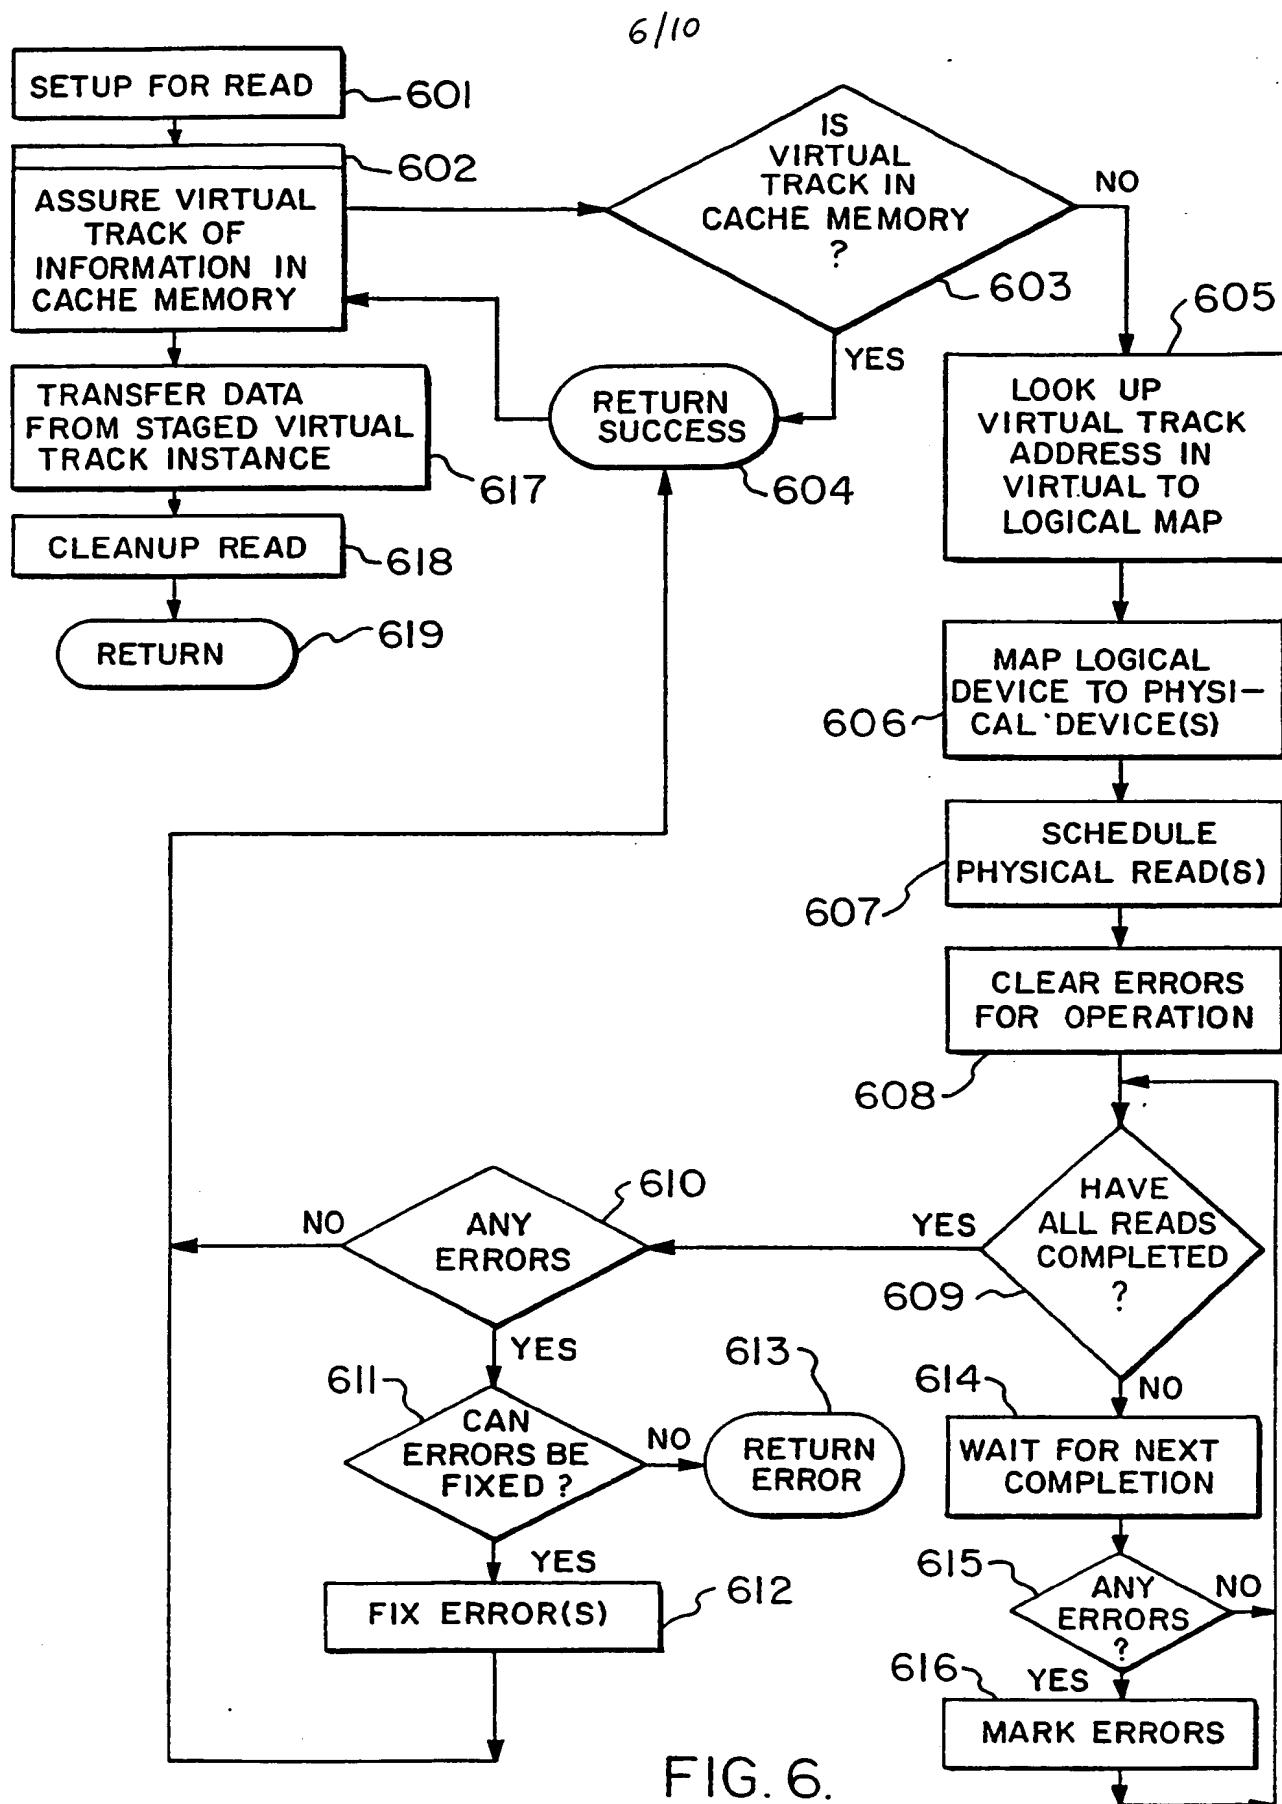 6/10
SETUP FOR READ
601
602
ASSURE VIRTUAL
TRACK OF
INFORMATION IN
CACHE MEMORY
IS
VIRTUAL
TRACK IN
CACHE MEMORY
?
NO
603
YES
605
RETURN
SUCCESS
604
TRANSFER DATA
FROM STAGED VIRTUAL
TRACK INSTANCE
617
CLEANUP READ
618
RETURN
619
LOOK UP
VIRTUAL TRACK
ADDRESS IN
VIRTUAL TO
LOGICAL MAP
MAP LOGICAL
DEVICE TO PHYSI-
CAL DEVICE(S)
606
SCHEDULE
PHYSICAL READ(S)
607
CLEAR ERRORS
FOR OPERATION
608
HAVE
ALL READS
COMPLETED
?
609
YES
NO
ANY
ERRORS
610
NO
YES
611
CAN
ERRORS BE
FIXED ?
NO
613
RETURN
ERROR
YES
FIX ERROR(S)
612
614
WAIT FOR NEXT
COMPLETION
615
ANY
ERRORS
?
NO
YES
616
MARK ERRORS
FIG. 6.